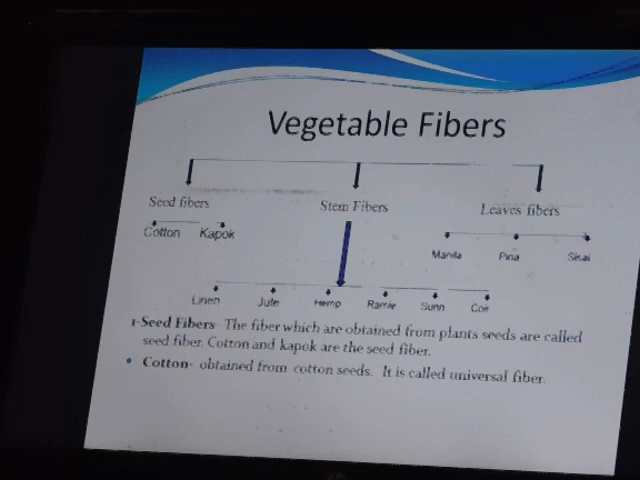 Vegetable Fibers
Seed fibers Stem Fibers Leaves fibers
Cotton Kapok
Manila Pina Sisal
Linen Jute Hemp Ramie Sunn Coir
1-Seed Fibers- The fiber which are obtained from plants seeds are called
seed fiber. Cotton and kapok are the seed fiber.
• Cotton- obtained from cotton seeds. It is called universal fiber.